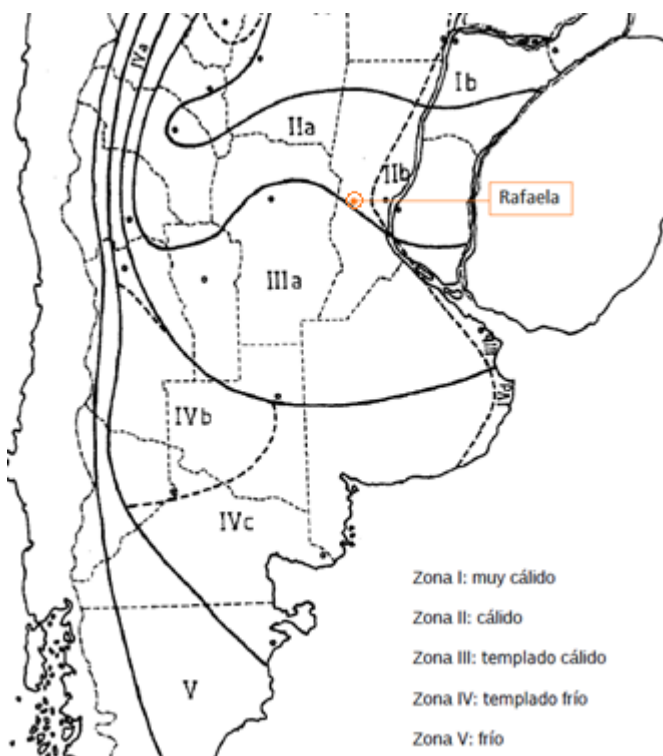 IVa
Ib
IIa
IIb
Rafaela
IIIa
IVd
IVb
IVc
V
Zona I: muy cálido
Zona II: cálido
Zona III: templado cálido
Zona IV: templado frío
Zona V: frío